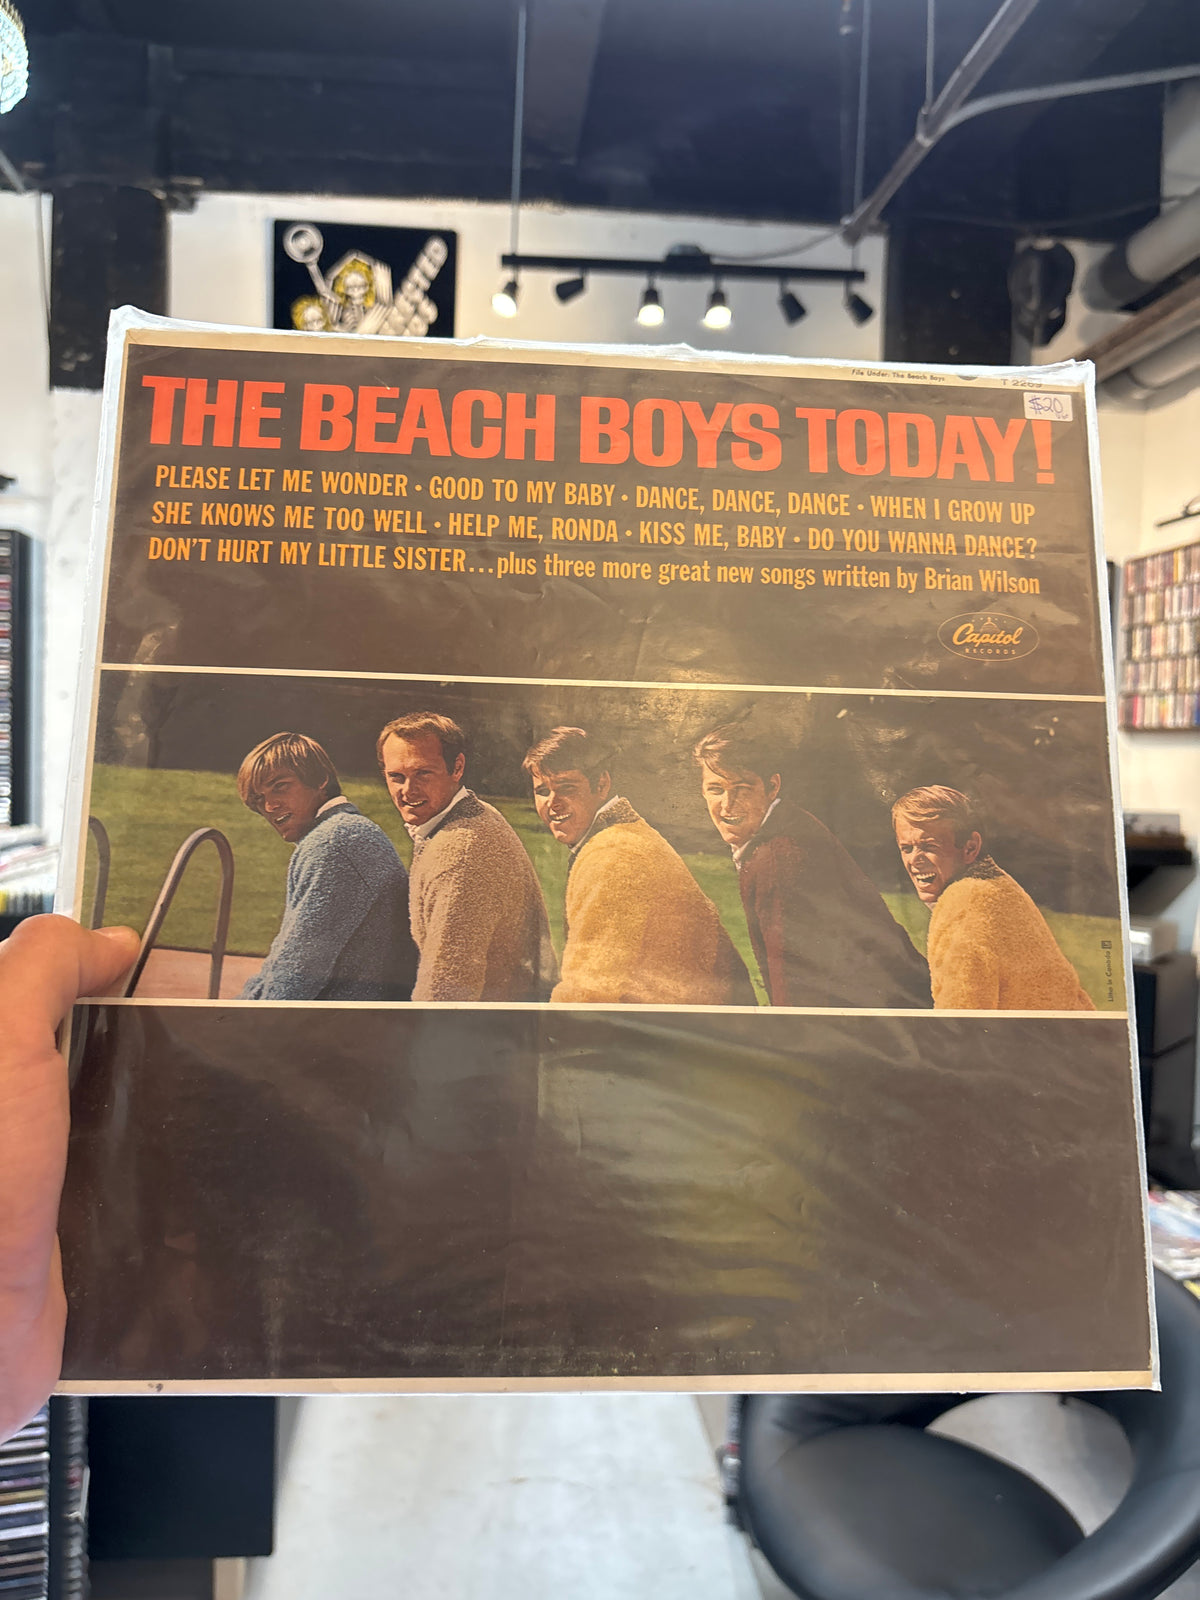 File Under: The Beach Boys
T 2269
$20
THE BEACH BOYS TODAY!
PLEASE LET ME WONDER • GOOD TO MY BABY • DANCE, DANCE, DANCE • WHEN I GROW UP
SHE KNOWS ME TOO WELL • HELP ME, RONDA • KISS ME, BABY • DO YOU WANNA DANCE?
DON'T HURT MY LITTLE SISTER...plus three more great new songs written by Brian Wilson
Capitol
RECORDS
Litho in Canada